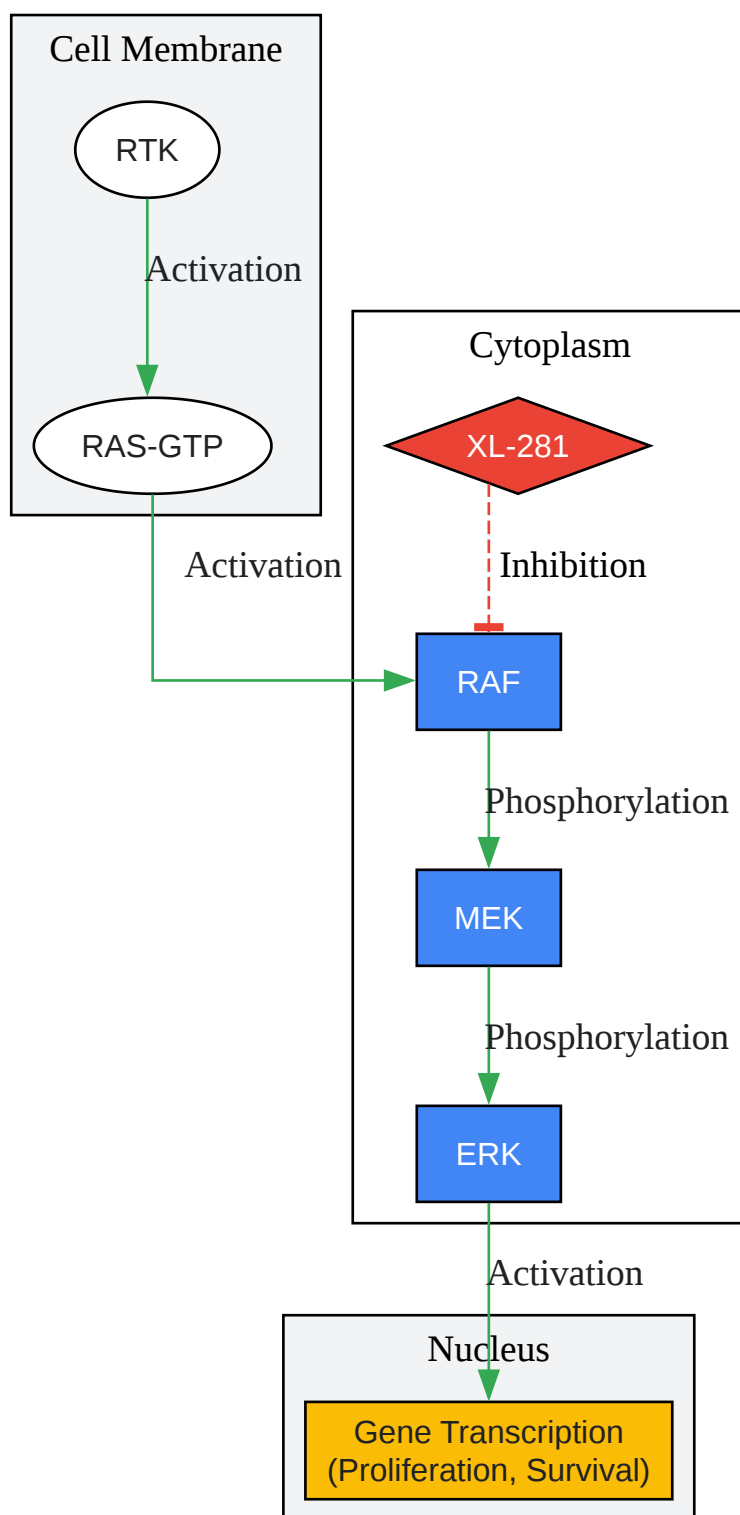 Cell Membrane
RTK
Activation
RAS-GTP
Activation
Cytoplasm
XL-281
Inhibition
RAF
Phosphorylation
MEK
Phosphorylation
ERK
Activation
Nucleus
Gene Transcription
(Proliferation, Survival)